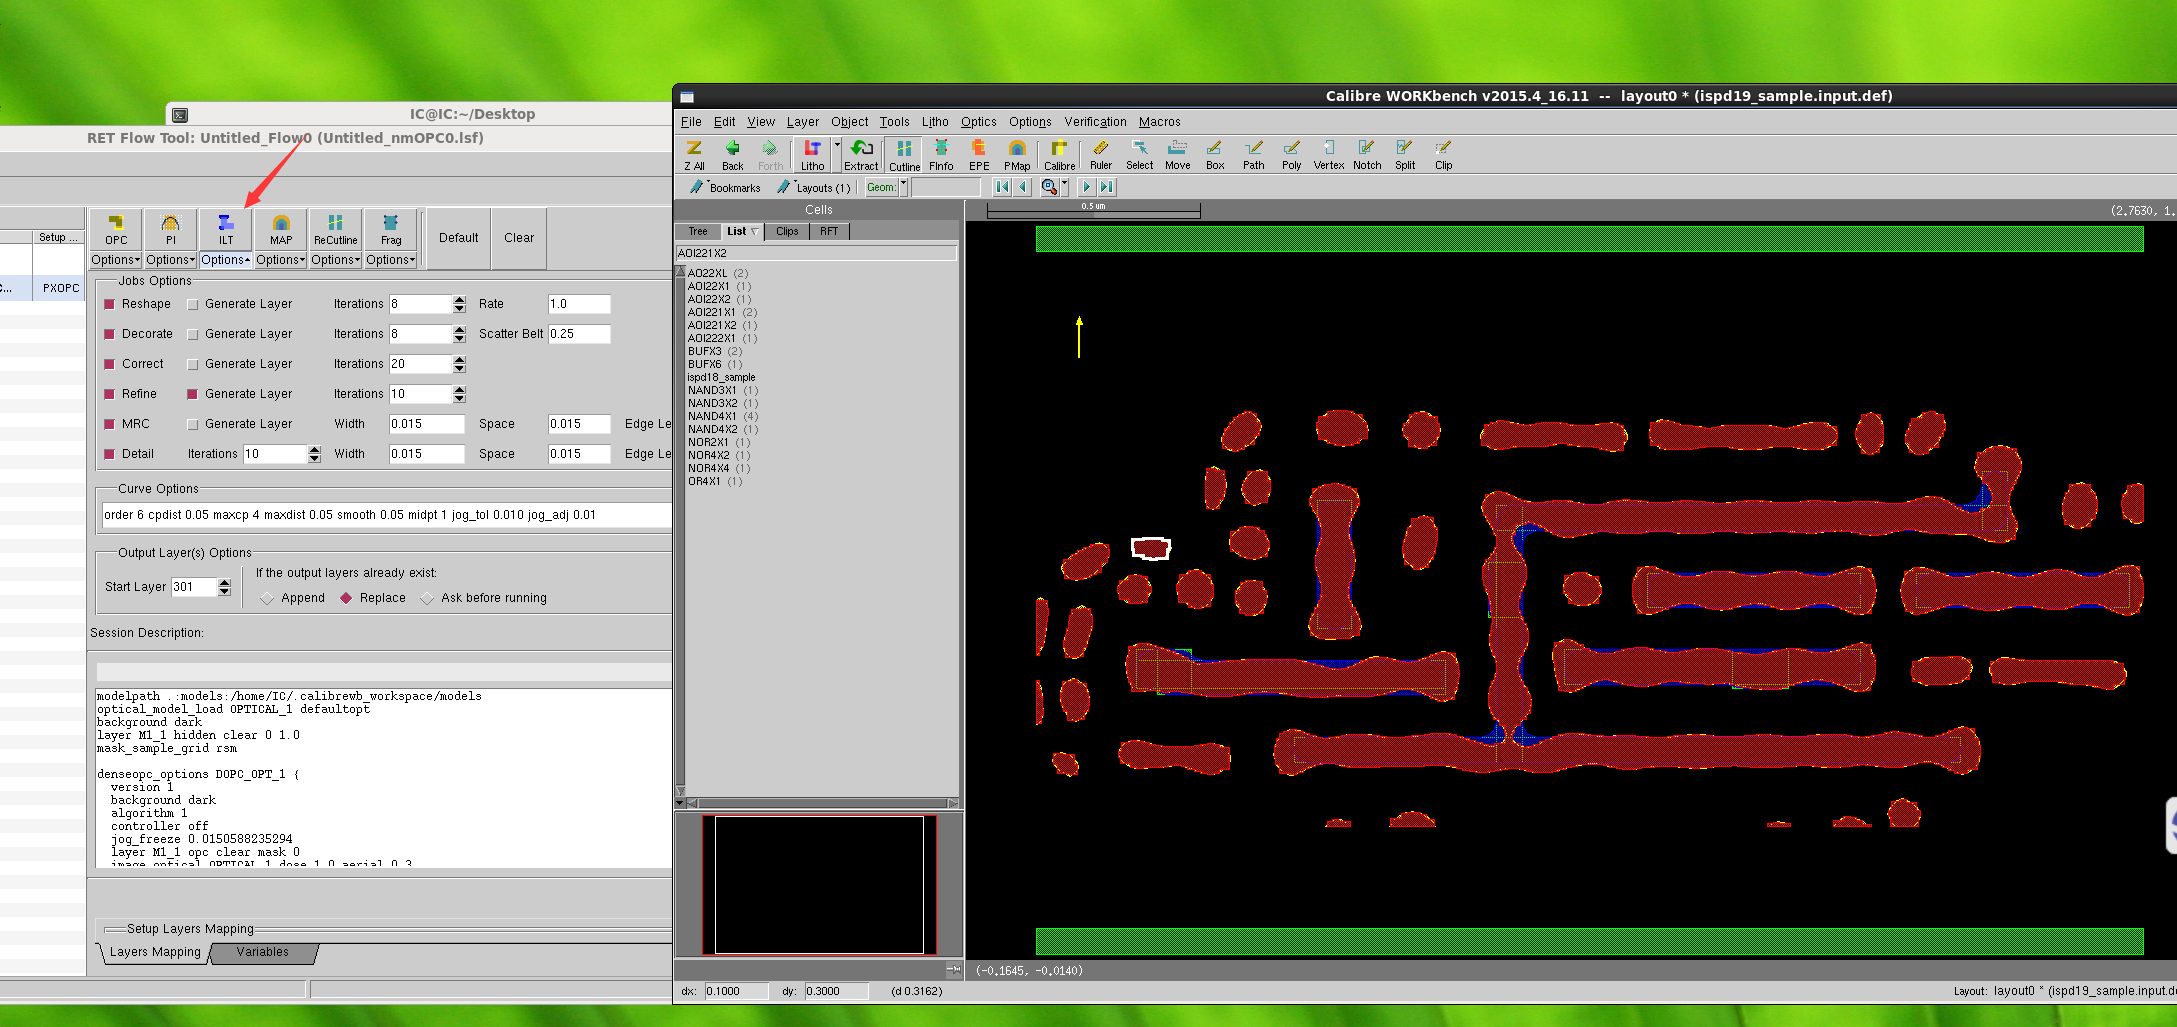 IC@IC:~/Desktop
RET Flow Tool: Untitled_Flow0 (Untitled_nmOPC0.lsf)
Setup ...
C... PXOPC
OPC PI ILT MAP ReCutline Frag Default Clear
Options Options Options Options Options Options
Jobs Options
Reshape Generate Layer Iterations 8 Rate 1.0
Decorate Generate Layer Iterations 8 Scatter Belt 0.25
Correct Generate Layer Iterations 20
Refine Generate Layer Iterations 10
MRC Generate Layer Width 0.015 Space 0.015 Edge Le
Detail Iterations 10 Width 0.015 Space 0.015 Edge Le
Curve Options
order 6 cpdist 0.05 maxcp 4 maxdist 0.05 smooth 0.05 midpt 1 jog_tol 0.010 jog_adj 0.01
Output Layer(s) Options
Start Layer 301
If the output layers already exist:
Append Replace Ask before running
Session Description:
modelpath .:models:/home/IC/.calibrewb_workspace/models
optical_model_load OPTICAL_1 defaultopt
background dark
layer M1_1 hidden clear 0 1.0
mask_sample_grid rsm
denseopc_options DOPC_OPT_1 {
version 1
background dark
algorithm 1
controller off
jog_freeze 0.0150588235294
layer M1_1 opc clear mask 0
image optical OPTICAL_1 dose 1.0 aerial 0.3
Setup Layers Mapping
Layers Mapping Variables
Calibre WORKbench v2015.4_16.11 -- layout0 * (ispd19_sample.input.def)
File Edit View Layer Object Tools Litho Optics Options Verification Macros
Z All Back Forth Litho Extract Cutline FInfo EPE PMap Calibre Ruler Select Move Box Path Poly Vertex Notch Split Clip
Bookmarks Layouts (1) Geom:
Cells
0.5 um
(2.7630, 1.
Tree List Clips RFT
AOI221X2
AO22XL (2)
AOI22X1 (1)
AOI22X2 (1)
AOI221X1 (2)
AOI221X2 (1)
AOI222X1 (1)
BUFX3 (2)
BUFX6 (1)
ispd18_sample
NAND3X1 (1)
NAND3X2 (1)
NAND4X1 (4)
NAND4X2 (1)
NOR2X1 (1)
NOR4X2 (1)
NOR4X4 (1)
OR4X1 (1)
(-0.1645, -0.0140)
dx: 0.1000 dy: 0.3000 (d 0.3162)
Layout: layout0 * (ispd19_sample.input.de